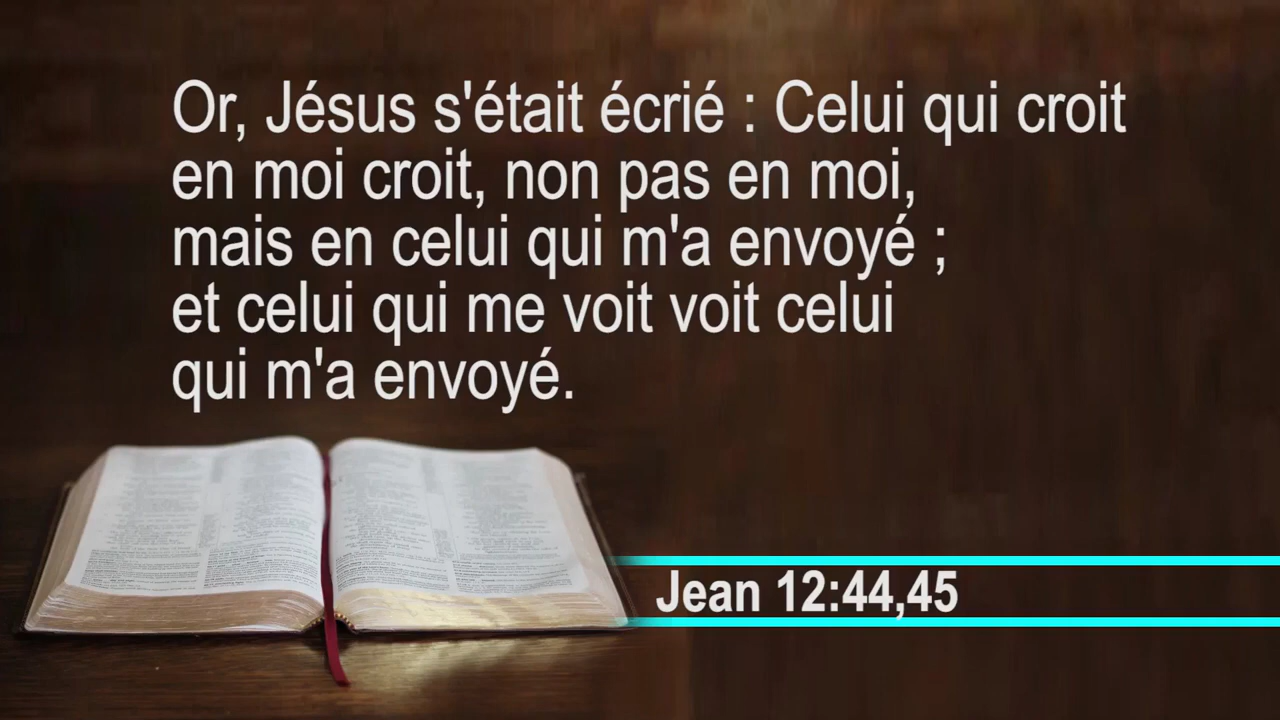 Or, Jésus s'était écrié : Celui qui croit
en moi croit, non pas en moi,
mais en celui qui m'a envoyé ;
et celui qui me voit voit celui
qui m'a envoyé.
Jean 12:44,45